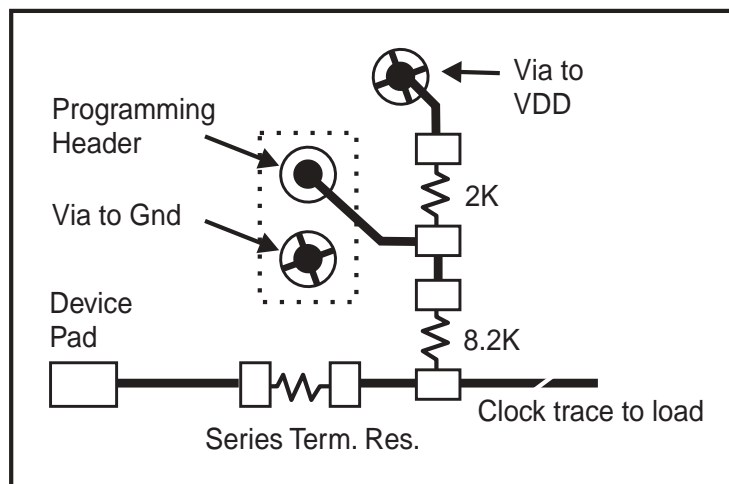 Via to
VDD
Programming
Header
2K
Via to Gnd
Device
Pad
8.2K
Clock trace to load
Series Term. Res.